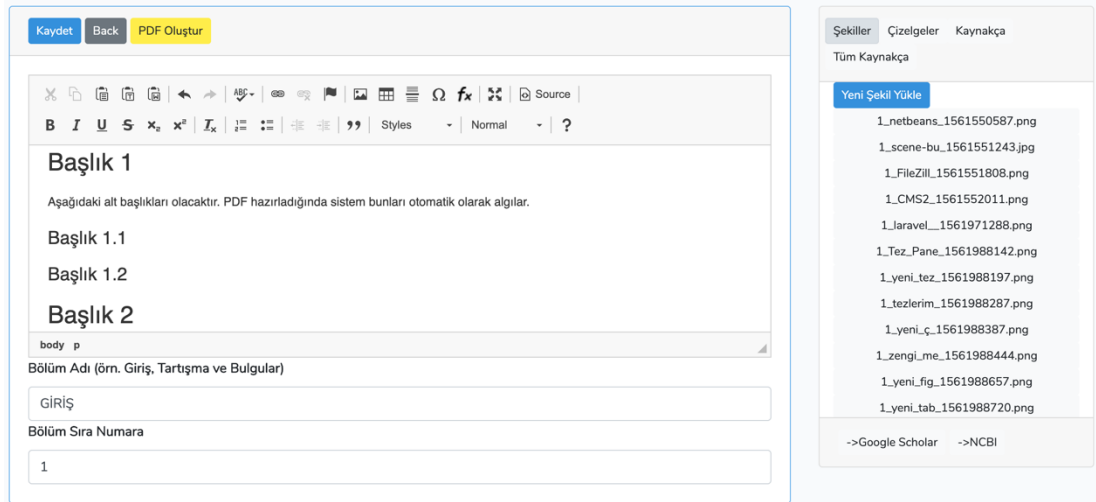 Kaydet Back PDF Oluştur
ABC
Source
B I U S x₂ x² Iₓ Styles Normal ?
Başlık 1
Aşağıdaki alt başlıkları olacaktır. PDF hazırladığında sistem bunları otomatik olarak algılar.
Başlık 1.1
Başlık 1.2
Başlık 2
body p
Bölüm Adı (örn. Giriş, Tartışma ve Bulgular)
GİRİŞ
Bölüm Sıra Numara
1
Şekiller Çizelgeler Kaynakça
Tüm Kaynakça
Yeni Şekil Yükle
1_netbeans_1561550587.png
1_scene-bu_1561551243.jpg
1_FileZill_1561551808.png
1_CMS2_1561552011.png
1_laravel__1561971288.png
1_Tez_Pane_1561988142.png
1_yeni_tez_1561988197.png
1_tezlerim_1561988287.png
1_yeni_ç_1561988387.png
1_zengi_me_1561988444.png
1_yeni_fig_1561988657.png
1_yeni_tab_1561988720.png
->Google Scholar ->NCBI